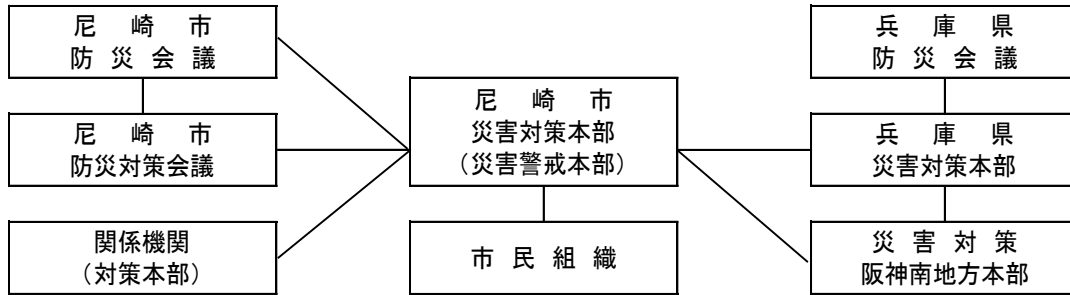 尼崎市
防災会議
尼崎市
防災対策会議
関係機関
（対策本部）
尼崎市
災害対策本部
（災害警戒本部）
市民組織
兵庫県
防災会議
兵庫県
災害対策本部
災害対策
阪神南地方本部